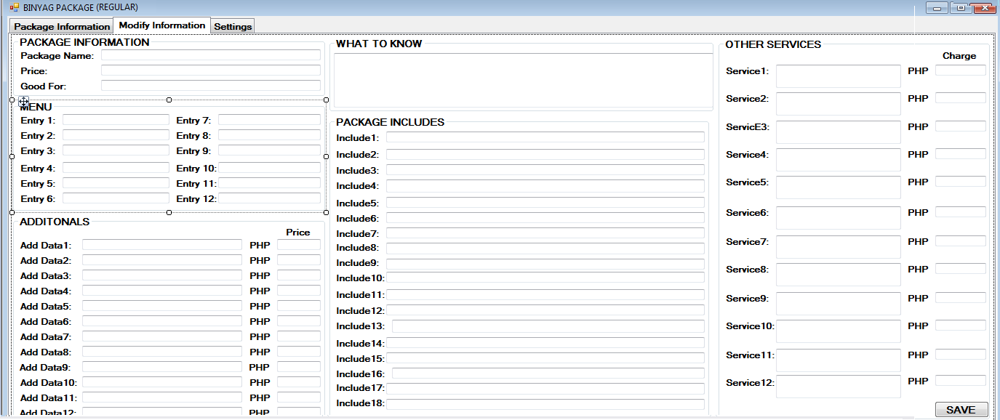 BINYAG PACKAGE (REGULAR)
Package Information Modify Information Settings
PACKAGE INFORMATION
Package Name:
Price:
Good For:
MENU
Entry 1: Entry 7:
Entry 2: Entry 8:
Entry 3: Entry 9:
Entry 4: Entry 10:
Entry 5: Entry 11:
Entry 6: Entry 12:
ADDITONALS
Price
Add Data1: PHP
Add Data2: PHP
Add Data3: PHP
Add Data4: PHP
Add Data5: PHP
Add Data6: PHP
Add Data7: PHP
Add Data8: PHP
Add Data9: PHP
Add Data10: PHP
Add Data11: PHP
Add Data12: PHP
WHAT TO KNOW
PACKAGE INCLUDES
Include1:
Include2:
Include3:
Include4:
Include5:
Include6:
Include7:
Include8:
Include9:
Include10:
Include11:
Include12:
Include13:
Include14:
Include15:
Include16:
Include17:
Include18:
OTHER SERVICES
Charge
Service1: PHP
Service2: PHP
ServicE3: PHP
Service4: PHP
Service5: PHP
Service6: PHP
Service7: PHP
Service8: PHP
Service9: PHP
Service10: PHP
Service11: PHP
Service12: PHP
SAVE